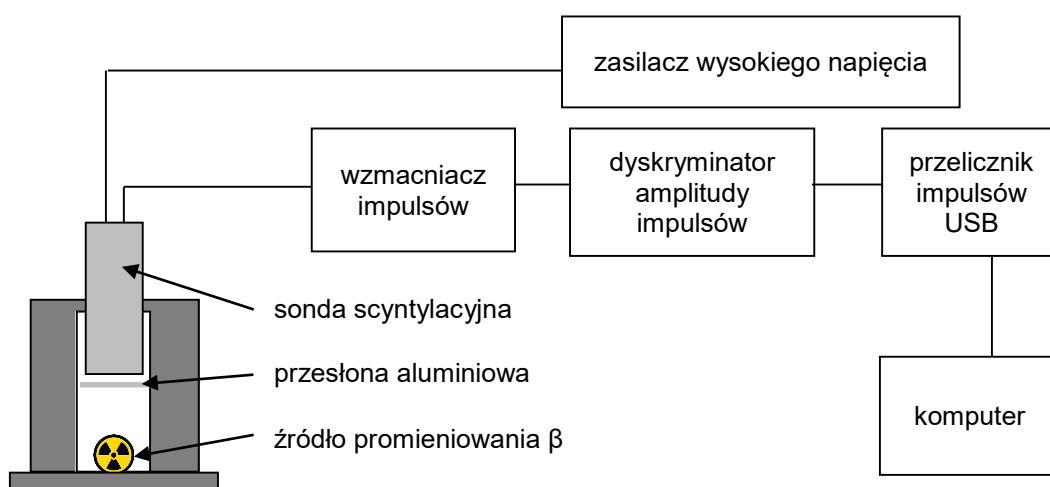 zasilacz wysokiego napięcia
wzmacniacz
impulsów
dyskryminator
amplitudy
impulsów
przelicznik
impulsów
USB
sonda scyntylacyjna
przesłona aluminiowa
źródło promieniowania β
komputer